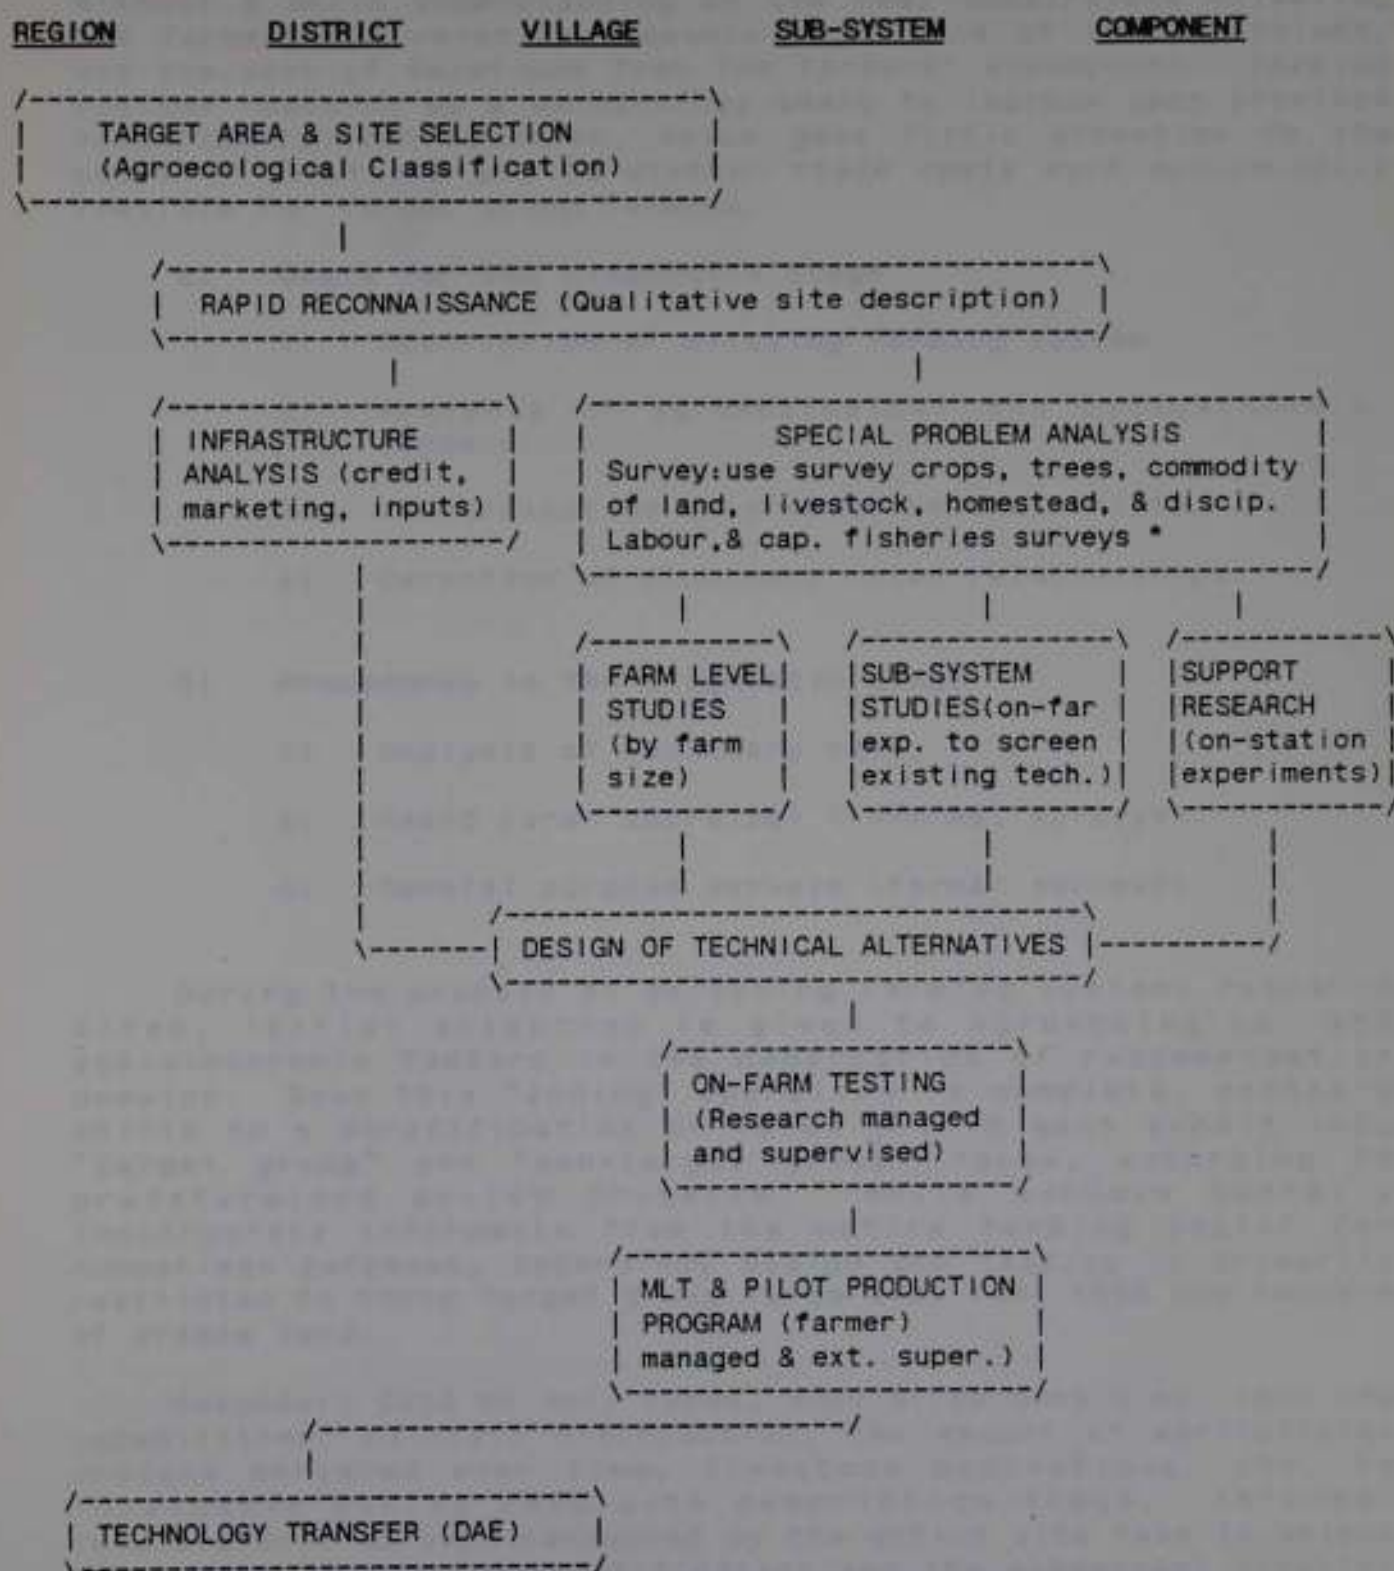 REGION DISTRICT VILLAGE SUB-SYSTEM COMPONENT
TARGET AREA & SITE SELECTION
(Agroecological Classification)
RAPID RECONNAISSANCE (Qualitative site description)
INFRASTRUCTURE
ANALYSIS (credit,
marketing, inputs)
SPECIAL PROBLEM ANALYSIS
Survey:use survey crops, trees, commodity
of land, livestock, homestead, & discip.
Labour,& cap. fisheries surveys *
FARM LEVEL
STUDIES
(by farm
size)
SUB-SYSTEM
STUDIES(on-far
exp. to screen
existing tech.)
SUPPORT
RESEARCH
(on-station
experiments)
DESIGN OF TECHNICAL ALTERNATIVES
ON-FARM TESTING
(Research managed
and supervised)
MLT & PILOT PRODUCTION
PROGRAM (farmer)
managed & ext. super.)
TECHNOLOGY TRANSFER (DAE)